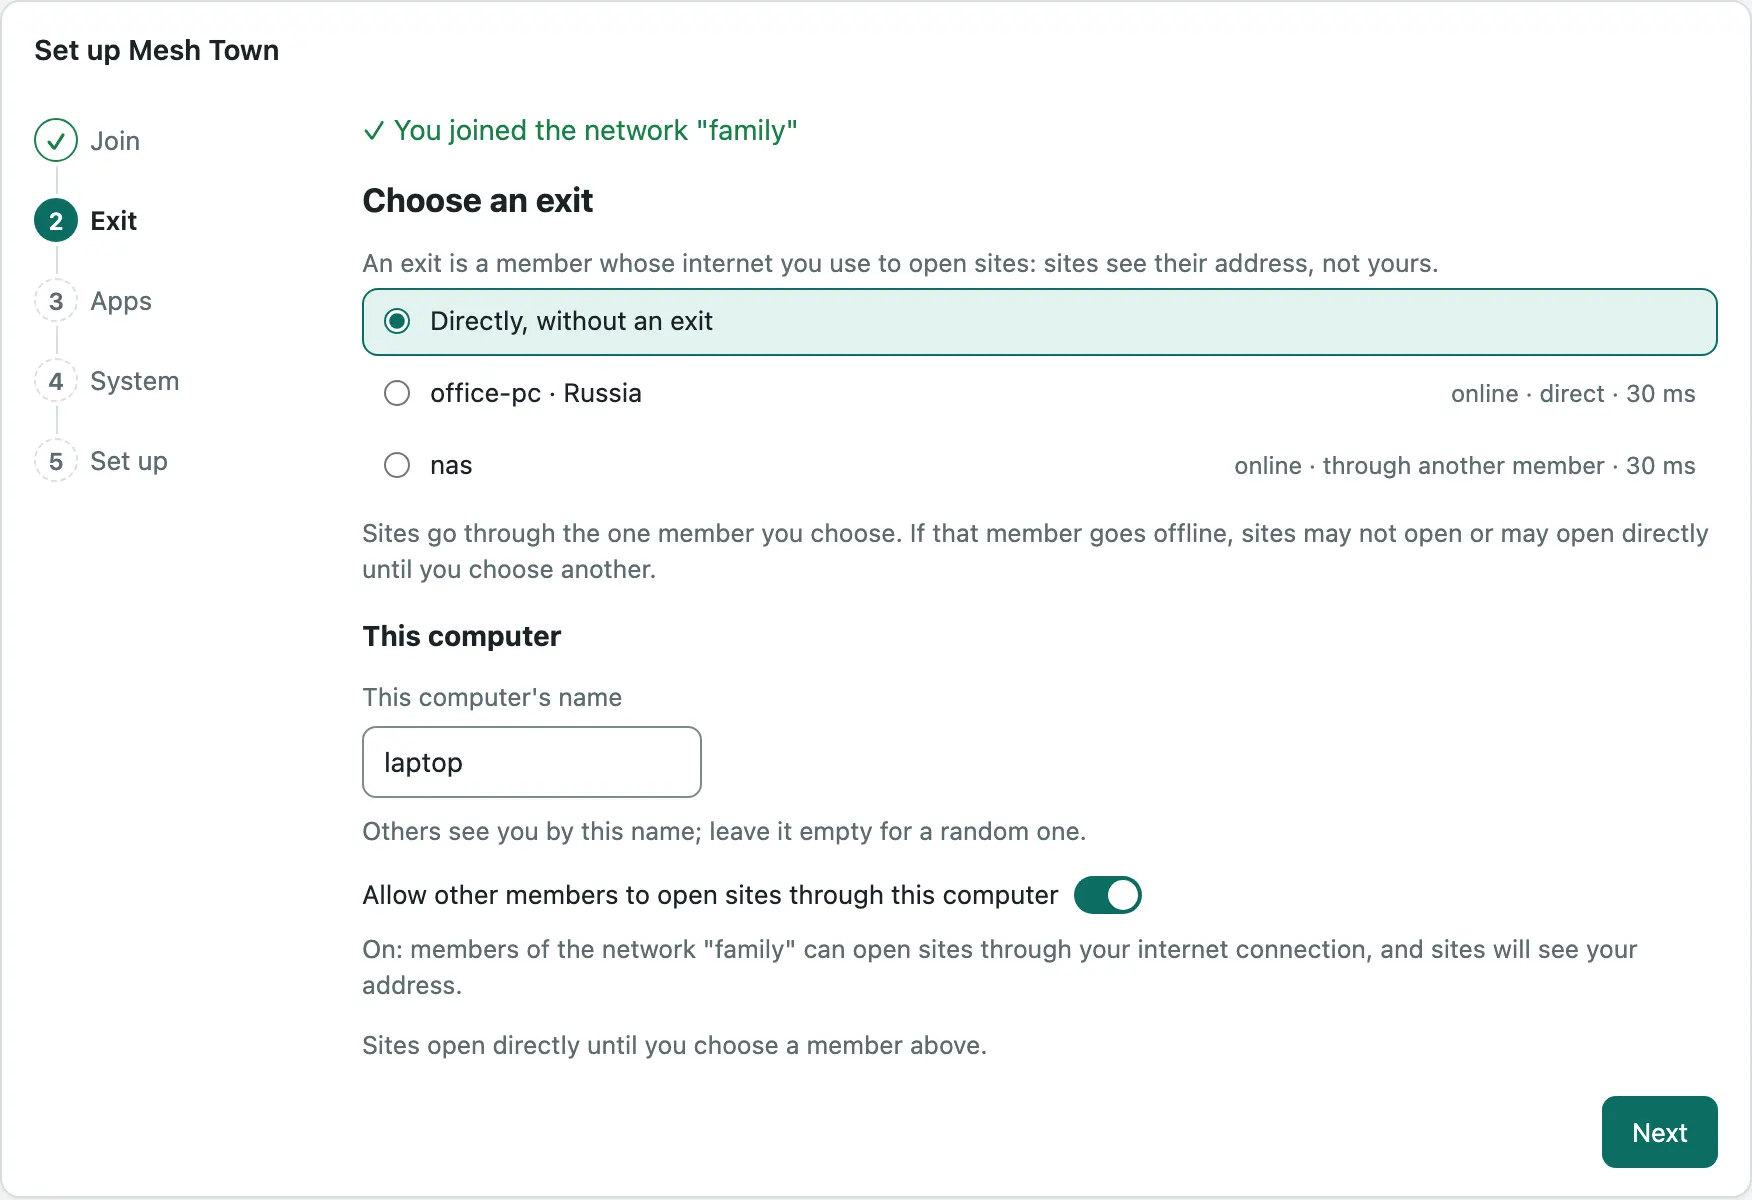 Set up Mesh Town
Join
2 Exit
3 Apps
4 System
5 Set up
✓ You joined the network "family"
Choose an exit
An exit is a member whose internet you use to open sites: sites see their address, not yours.
Directly, without an exit
office-pc · Russia online · direct · 30 ms
nas online · through another member · 30 ms
Sites go through the one member you choose. If that member goes offline, sites may not open or may open directly
until you choose another.
This computer
This computer's name
laptop
Others see you by this name; leave it empty for a random one.
Allow other members to open sites through this computer
On: members of the network "family" can open sites through your internet connection, and sites will see your
address.
Sites open directly until you choose a member above.
Next